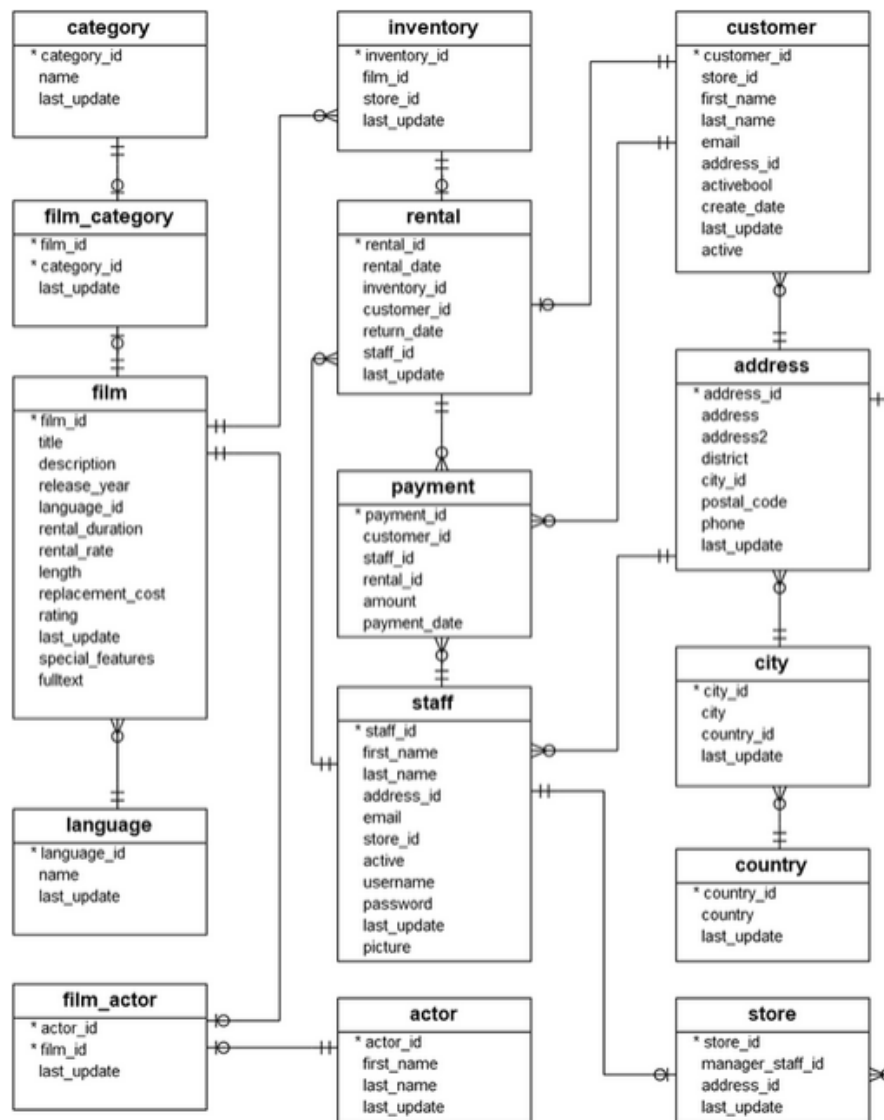 category
* category_id
name
last_update
film_category
* film_id
* category_id
last_update
film
* film_id
title
description
release_year
language_id
rental_duration
rental_rate
length
replacement_cost
rating
last_update
special_features
fulltext
language
* language_id
name
last_update
film_actor
* actor_id
* film_id
last_update
inventory
* inventory_id
film_id
store_id
last_update
rental
* rental_id
rental_date
inventory_id
customer_id
return_date
staff_id
last_update
payment
* payment_id
customer_id
staff_id
rental_id
amount
payment_date
staff
* staff_id
first_name
last_name
address_id
email
store_id
active
username
password
last_update
picture
actor
* actor_id
first_name
last_name
last_update
customer
* customer_id
store_id
first_name
last_name
email
address_id
activebool
create_date
last_update
active
address
* address_id
address
address2
district
city_id
postal_code
phone
last_update
city
* city_id
city
country_id
last_update
country
* country_id
country
last_update
store
* store_id
manager_staff_id
address_id
last_update